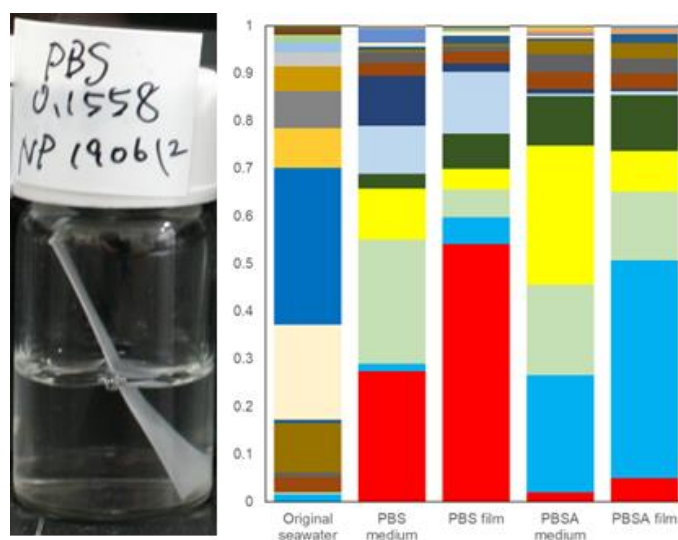 PBS
0.1558
NP 190612
1
0.9
0.8
0.7
0.6
0.5
0.4
0.3
0.2
0.1
0
Original
seawater
PBS
medium
PBS film
PBSA
medium
PBSA film